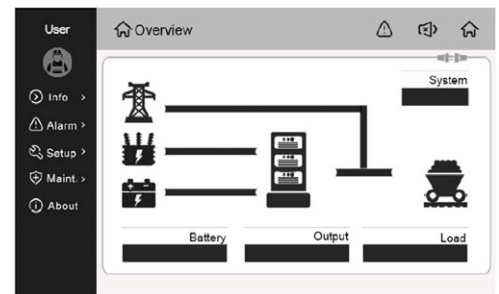 User
Overview
Info
Alarm
Setup
Maint.
About
System
Battery
Output
Load